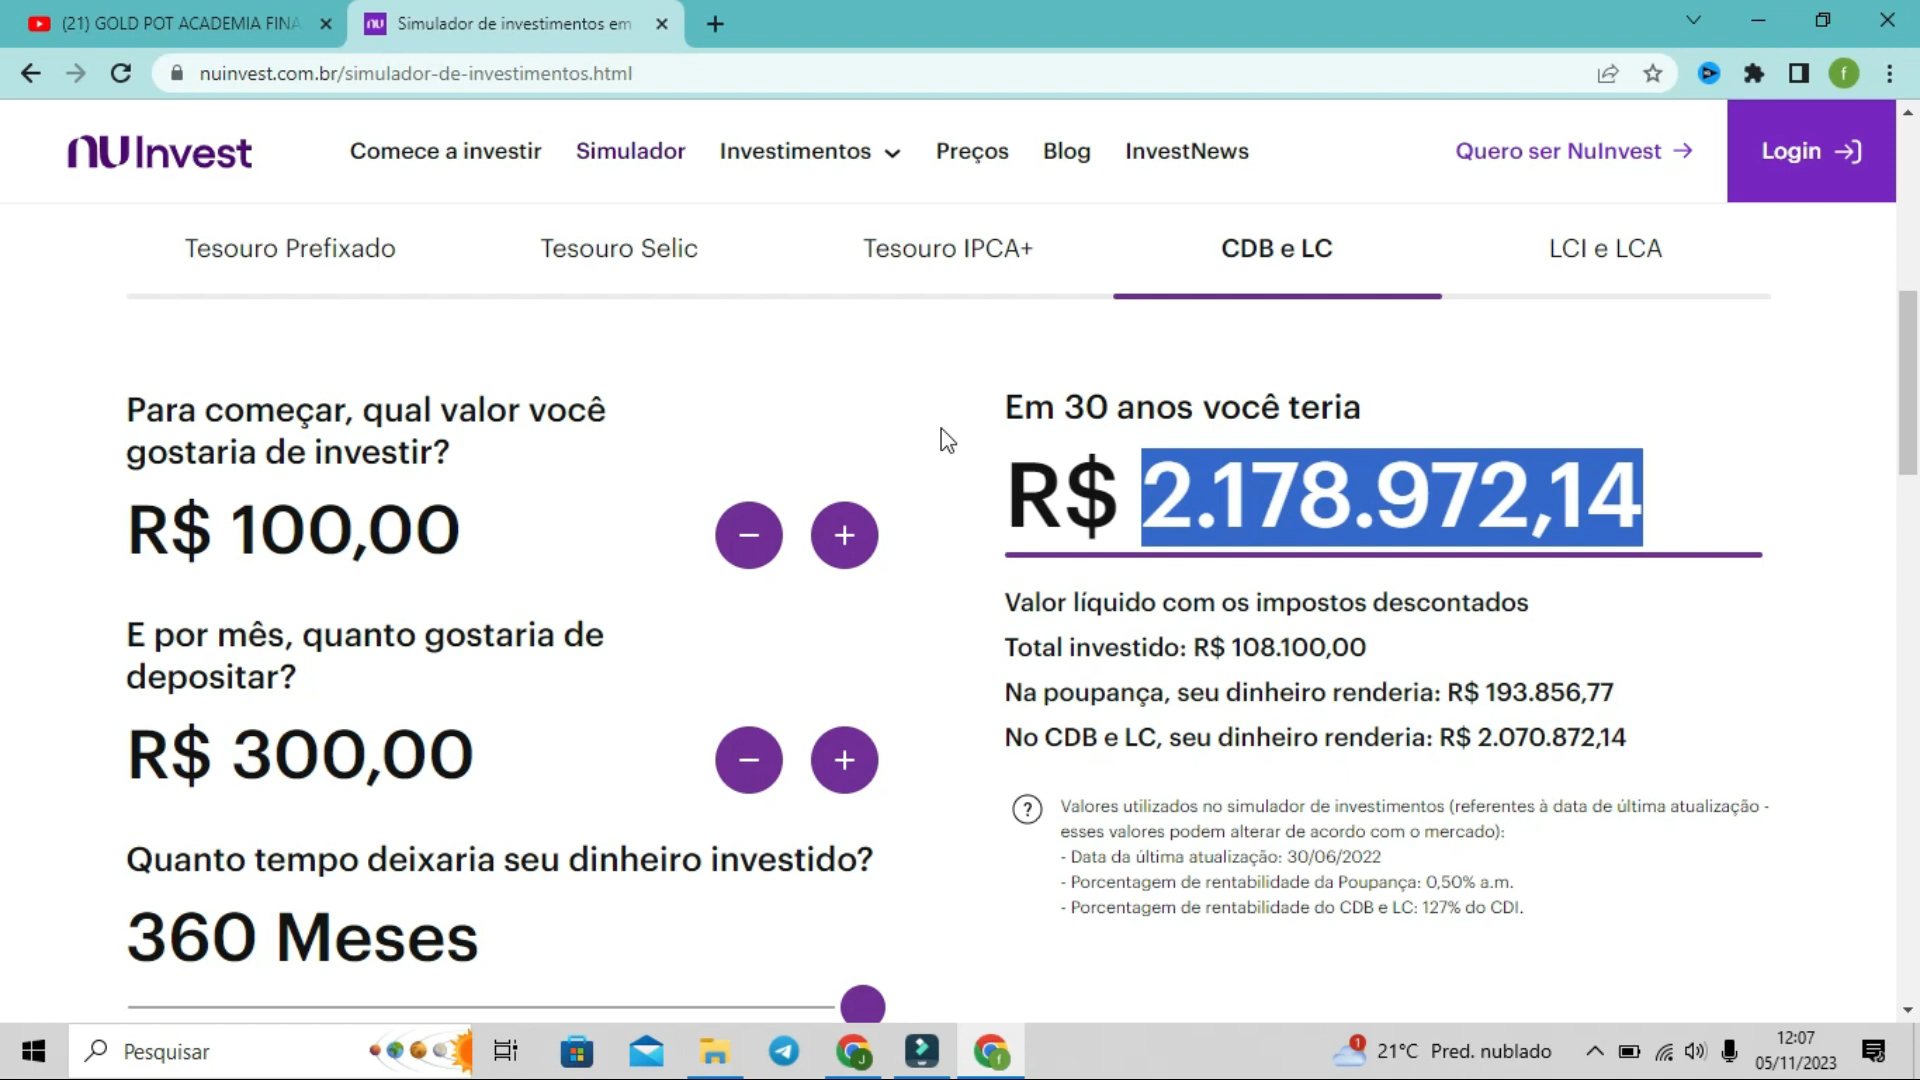 (21) GOLD POT ACADEMIA FINA
Simulador de investimentos em
nuinvest.com.br/simulador-de-investimentos.html
f
nu
nuInvest
Comece a investir
Simulador
Investimentos
Preços
Blog
InvestNews
Quero ser NuInvest →
Login
Tesouro Prefixado
Tesouro Selic
Tesouro IPCA+
CDB e LC
LCI e LCA
Para começar, qual valor você
gostaria de investir?
R$ 100,00
− +
E por mês, quanto gostaria de
depositar?
R$ 300,00
− +
Quanto tempo deixaria seu dinheiro investido?
360 Meses
Em 30 anos você teria
R$ 2.178.972,14
Valor líquido com os impostos descontados
Total investido: R$ 108.100,00
Na poupança, seu dinheiro renderia: R$ 193.856,77
No CDB e LC, seu dinheiro renderia: R$ 2.070.872,14
? Valores utilizados no simulador de investimentos (referentes à data de última atualização -
esses valores podem alterar de acordo com o mercado):
- Data da última atualização: 30/06/2022
- Porcentagem de rentabilidade da Poupança: 0,50% a.m.
- Porcentagem de rentabilidade do CDB e LC: 127% do CDI.
Pesquisar
J
f
1
21°C Pred. nublado
12:07
05/11/2023